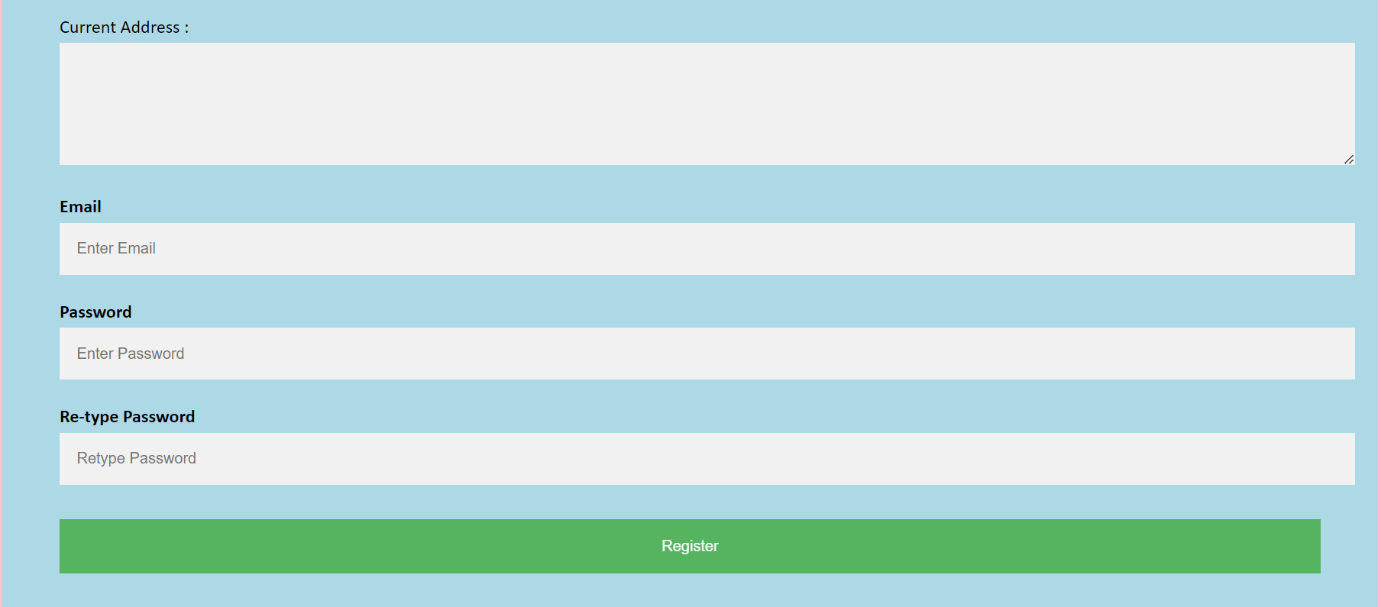 Current Address :
Email
Enter Email
Password
Enter Password
Re-type Password
Retype Password
Register